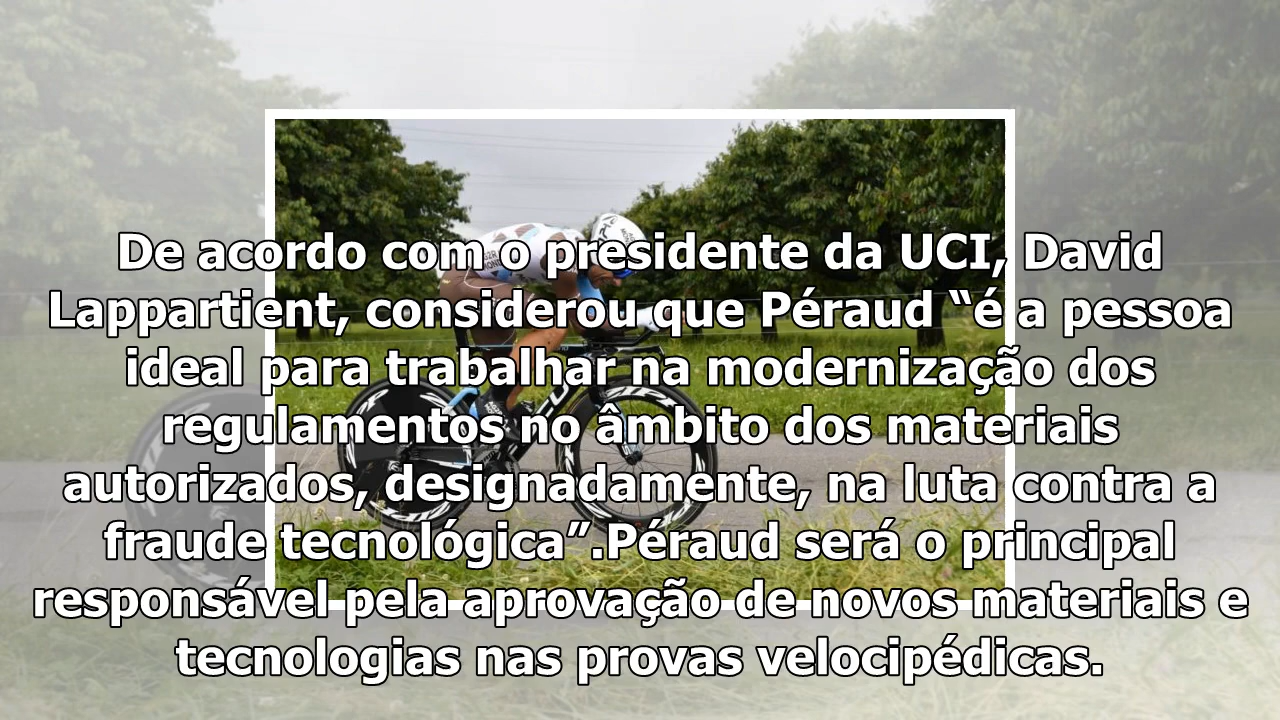 De acordo com o presidente da UCI, David
Lappartient, considerou que Péraud “é a pessoa
ideal para trabalhar na modernização dos
regulamentos no âmbito dos materiais
autorizados, designadamente, na luta contra a
fraude tecnológica”.Péraud será o principal
responsável pela aprovação de novos materiais e
tecnologias nas provas velocipédicas.